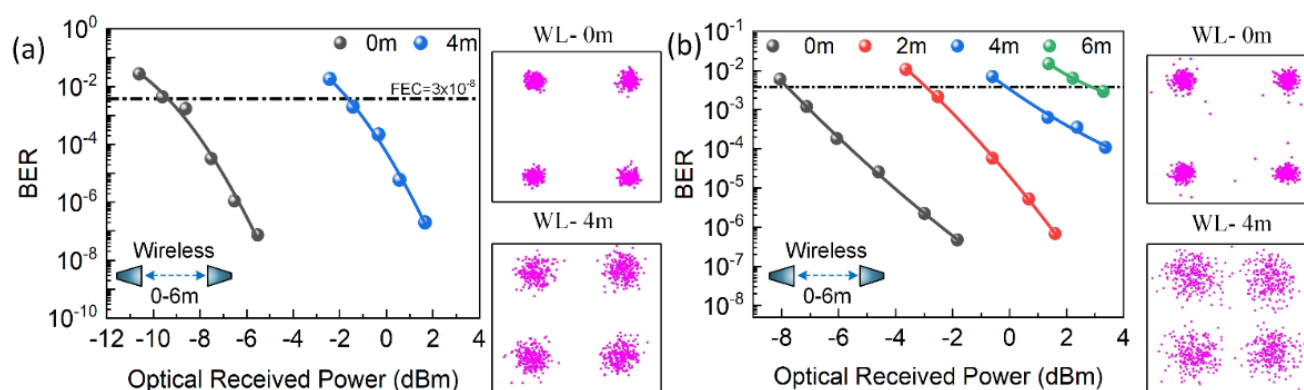 (a)
BER
10⁰
10⁻²
10⁻⁴
10⁻⁶
10⁻⁸
10⁻¹⁰
0m 4m
FEC=3x10⁻⁸
Wireless
0-6m
-12 -10 -8 -6 -4 -2 0 2 4
Optical Received Power (dBm)
WL- 0m
WL- 4m
(b)
BER
10⁻¹
10⁻²
10⁻³
10⁻⁴
10⁻⁵
10⁻⁶
10⁻⁷
10⁻⁸
0m 2m 4m 6m
Wireless
0-6m
-8 -6 -4 -2 0 2 4
Optical Received Power (dBm)
WL- 0m
WL- 4m